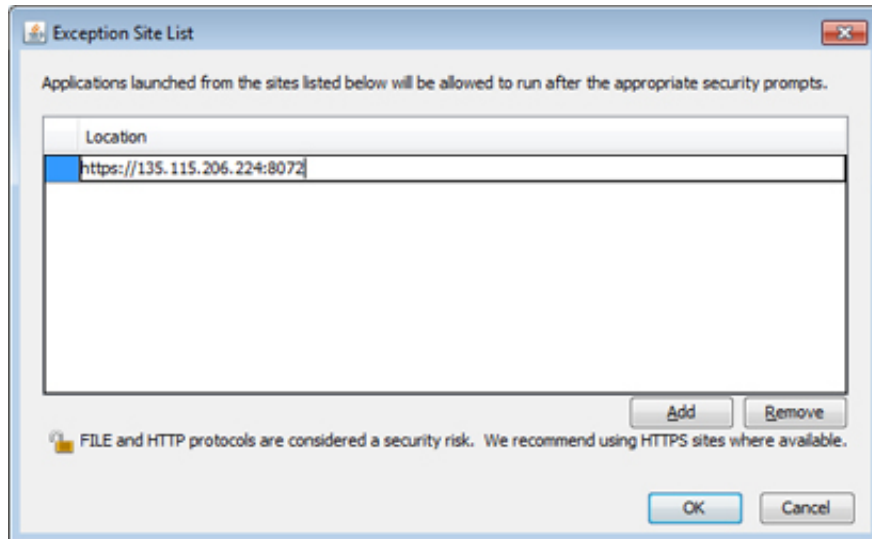 Exception Site List
Applications launched from the sites listed below will be allowed to run after the appropriate security prompts.
Location
https://135.115.206.224:8072
Add Remove
FILE and HTTP protocols are considered a security risk. We recommend using HTTPS sites where available.
OK Cancel